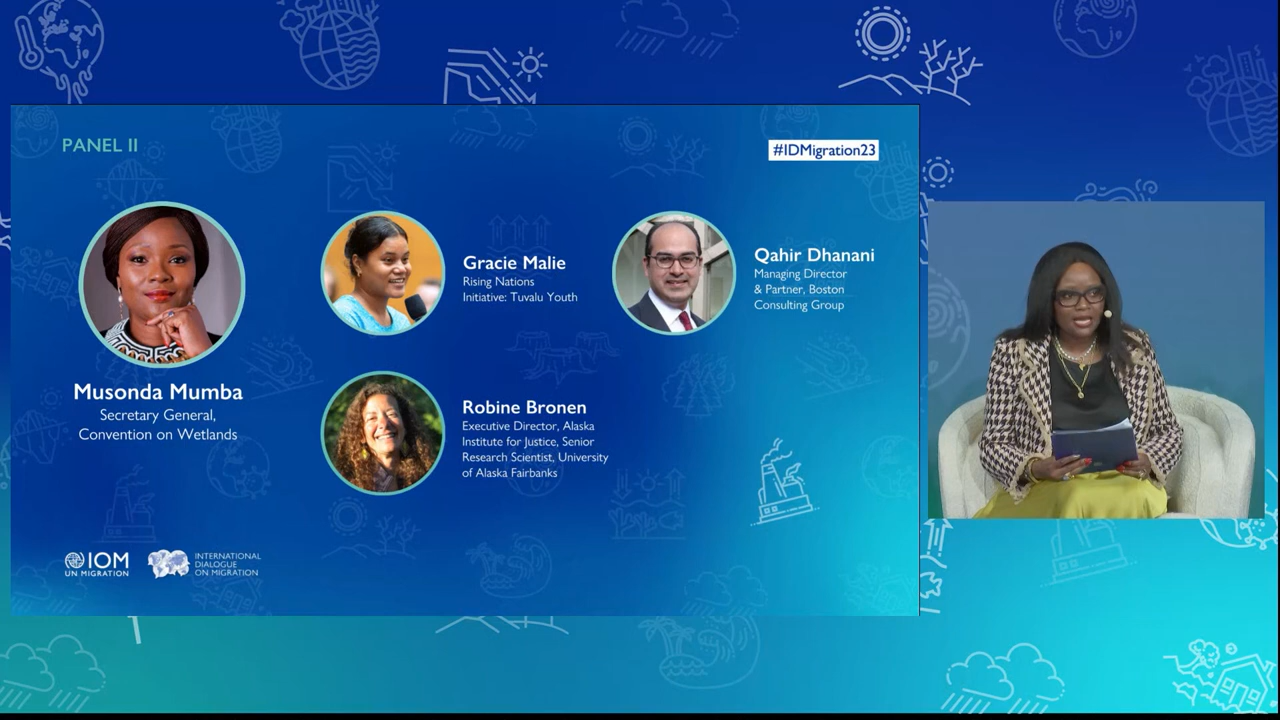 PANEL II
#IDMigration23
Musonda Mumba
Secretary General,
Convention on Wetlands
Gracie Malie
Rising Nations
Initiative: Tuvalu Youth
Qahir Dhanani
Managing Director
& Partner, Boston
Consulting Group
Robine Bronen
Executive Director, Alaska
Institute for Justice, Senior
Research Scientist, University
of Alaska Fairbanks
IOM
UN MIGRATION
INTERNATIONAL
DIALOGUE
ON MIGRATION